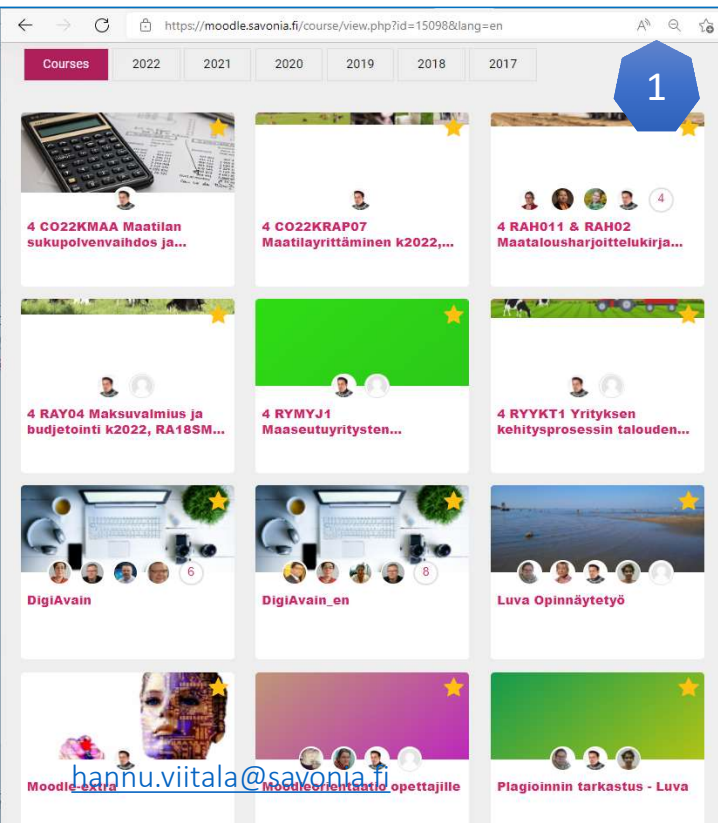 https://moodle.savonia.fi/course/view.php?id=15098&lang=en
Courses 2022 2021 2020 2019 2018 2017
1
4
4 CO22KMAA Maatilan
sukupolvenvaihdos ja...
4 CO22KRAP07
Maatilayrittäminen k2022,...
4 RAH011 & RAH02
Maatalousharjoittelukirja...
4 RAY04 Maksuvalmius ja
budjetointi k2022, RA18SM...
4 RYMYJ1
Maaseutuyritysten...
4 RYYKT1 Yrityksen
kehitysprosessin talouden...
6
DigiAvain
8
DigiAvain_en
Luva Opinnäytetyö
Moodle-extra
hannu.viitala@savonia.fi
Moodleorientaatio opettajille
Plagioinnin tarkastus - Luva